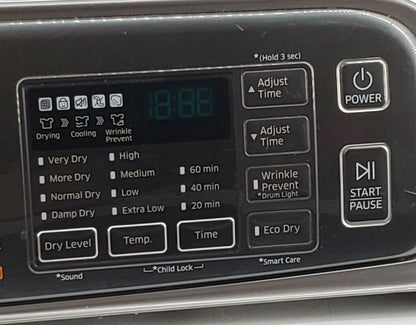 *(Hold 3 sec)
Adjust
Time
POWER
Drying Cooling Wrinkle
Prevent
Adjust
Time
Very Dry High
More Dry Medium 60 min
Normal Dry Low 40 min
Damp Dry Extra Low 20 min
Wrinkle
Prevent
*Drum Light
START
PAUSE
Dry Level Temp. Time Eco Dry
*Sound *Child Lock *Smart Care